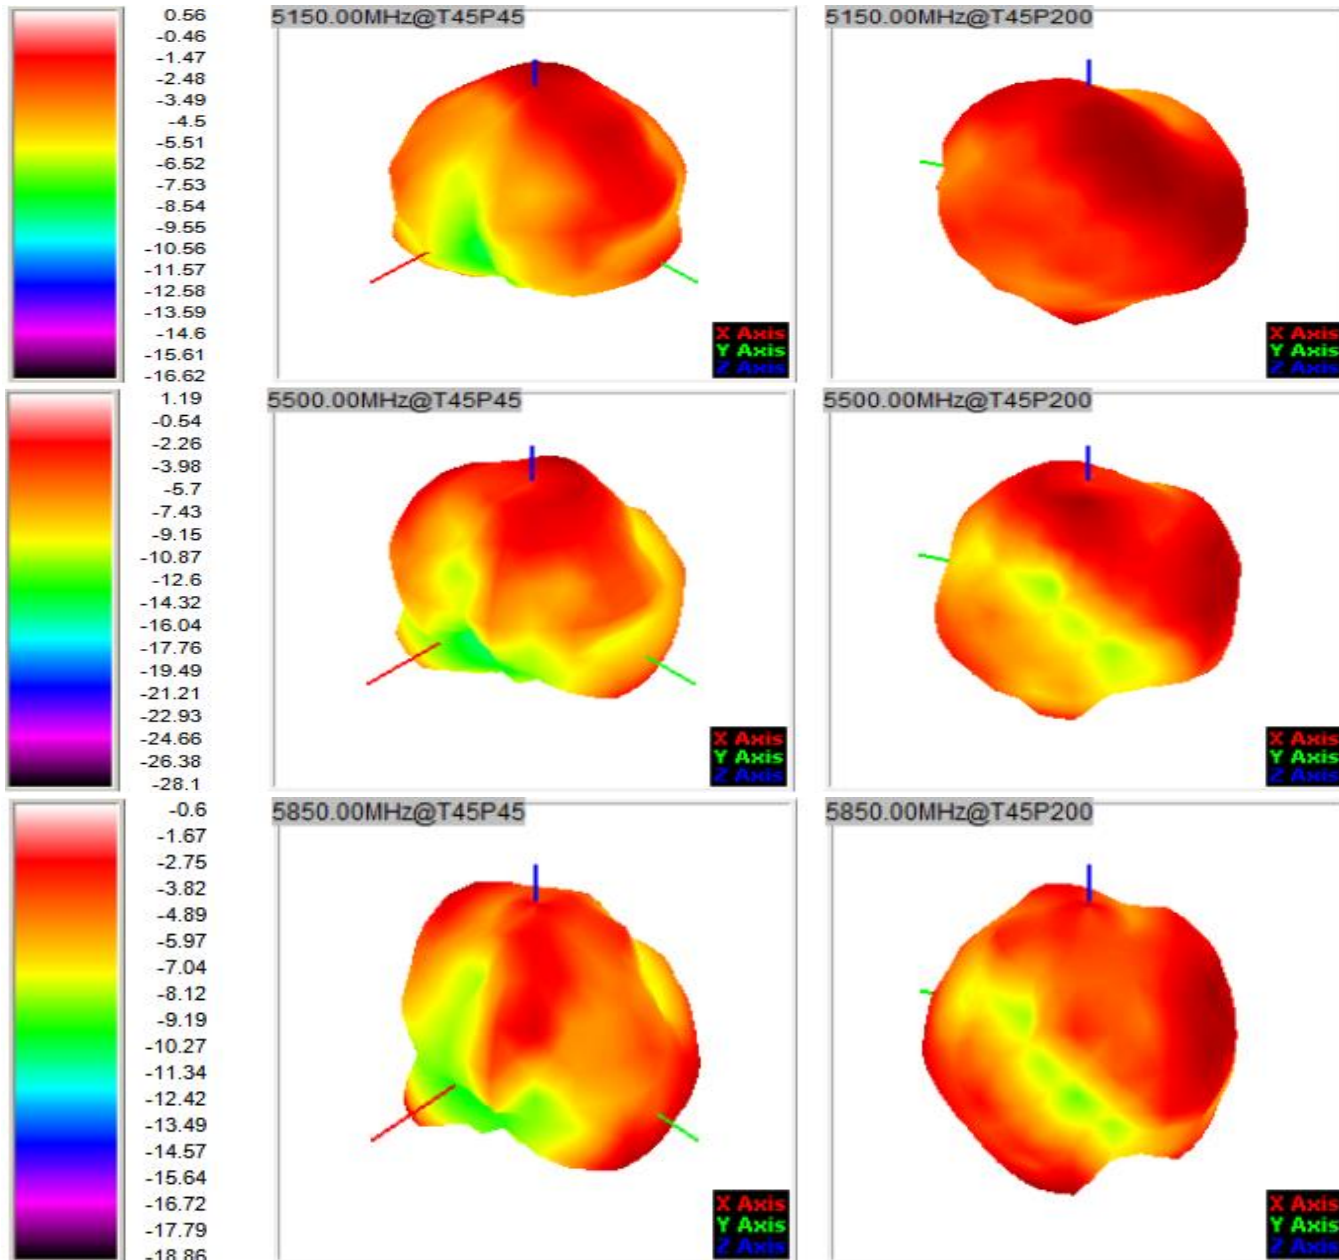 0.56
-0.46
-1.47
-2.48
-3.49
-4.5
-5.51
-6.52
-7.53
-8.54
-9.55
-10.56
-11.57
-12.58
-13.59
-14.6
-15.61
-16.62
5150.00MHz@T45P45
X Axis
Y Axis
Z Axis
5150.00MHz@T45P200
X Axis
Y Axis
Z Axis
1.19
-0.54
-2.26
-3.98
-5.7
-7.43
-9.15
-10.87
-12.6
-14.32
-16.04
-17.76
-19.49
-21.21
-22.93
-24.66
-26.38
-28.1
5500.00MHz@T45P45
X Axis
Y Axis
Z Axis
5500.00MHz@T45P200
X Axis
Y Axis
Z Axis
-0.6
-1.67
-2.75
-3.82
-4.89
-5.97
-7.04
-8.12
-9.19
-10.27
-11.34
-12.42
-13.49
-14.57
-15.64
-16.72
-17.79
-18.86
5850.00MHz@T45P45
X Axis
Y Axis
Z Axis
5850.00MHz@T45P200
X Axis
Y Axis
Z Axis